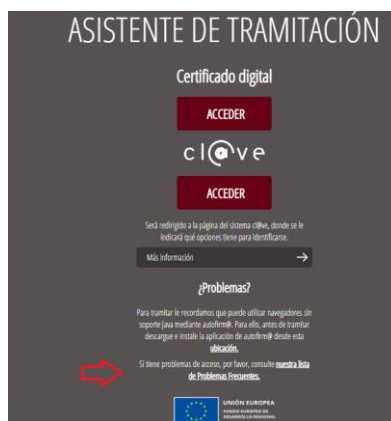 ASISTENTE DE TRAMITACIÓN
Certificado digital
ACCEDER
cl@ve
ACCEDER
Será redirigido a la página del sistema cl@ve, donde se le
indicará qué opciones tiene para identificarse.
Más información →
¿Problemas?
Para tramitar le recordamos que puede utilizar navegadores sin
soporte Java mediante autofirm@. Para ello, antes de tramitar
descargue e instale la aplicación de autofirm@ desde esta
ubicación.
Si tiene problemas de acceso, por favor, consulte nuestra lista
de Problemas Frecuentes.
UNIÓN EUROPEA
FONDO EUROPEO DE
DESARROLLO REGIONAL